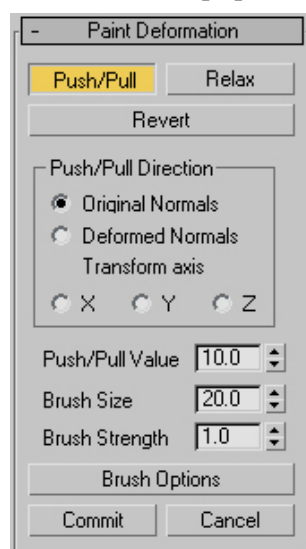 - Paint Deformation
Push/Pull Relax
Revert
Push/Pull Direction
Original Normals
Deformed Normals
Transform axis
X Y Z
Push/Pull Value 10.0
Brush Size 20.0
Brush Strength 1.0
Brush Options
Commit Cancel